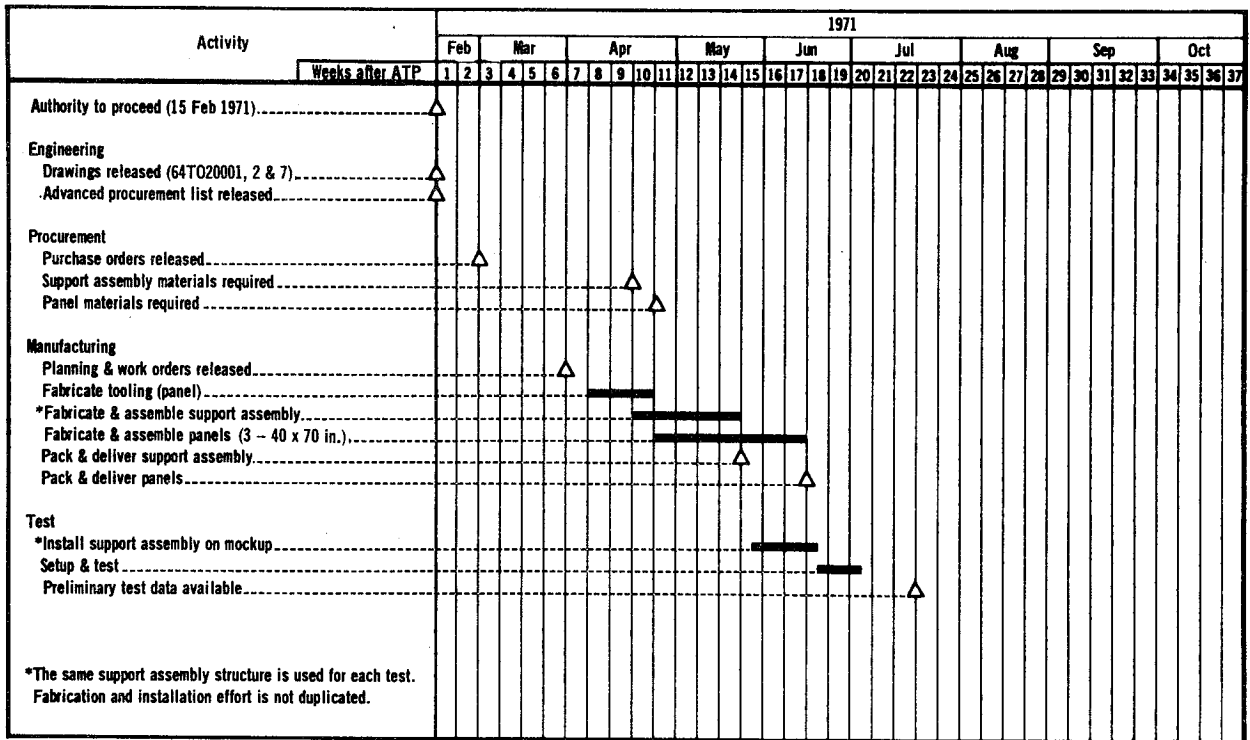 1971
Activity
Feb Mar Apr May Jun Jul Aug Sep Oct
Weeks after ATP 1 2 3 4 5 6 7 8 9 10 11 12 13 14 15 16 17 18 19 20 21 22 23 24 25 26 27 28 29 30 31 32 33 34 35 36 37
Authority to proceed (15 Feb 1971)
Engineering
Drawings released (64TO20001, 2 & 7)
Advanced procurement list released
Procurement
Purchase orders released
Support assembly materials required
Panel materials required
Manufacturing
Planning & work orders released
Fabricate tooling (panel)
*Fabricate & assemble support assembly
Fabricate & assemble panels (3 – 40 x 70 in.)
Pack & deliver support assembly
Pack & deliver panels
Test
*Install support assembly on mockup
Setup & test
Preliminary test data available
*The same support assembly structure is used for each test.
Fabrication and installation effort is not duplicated.